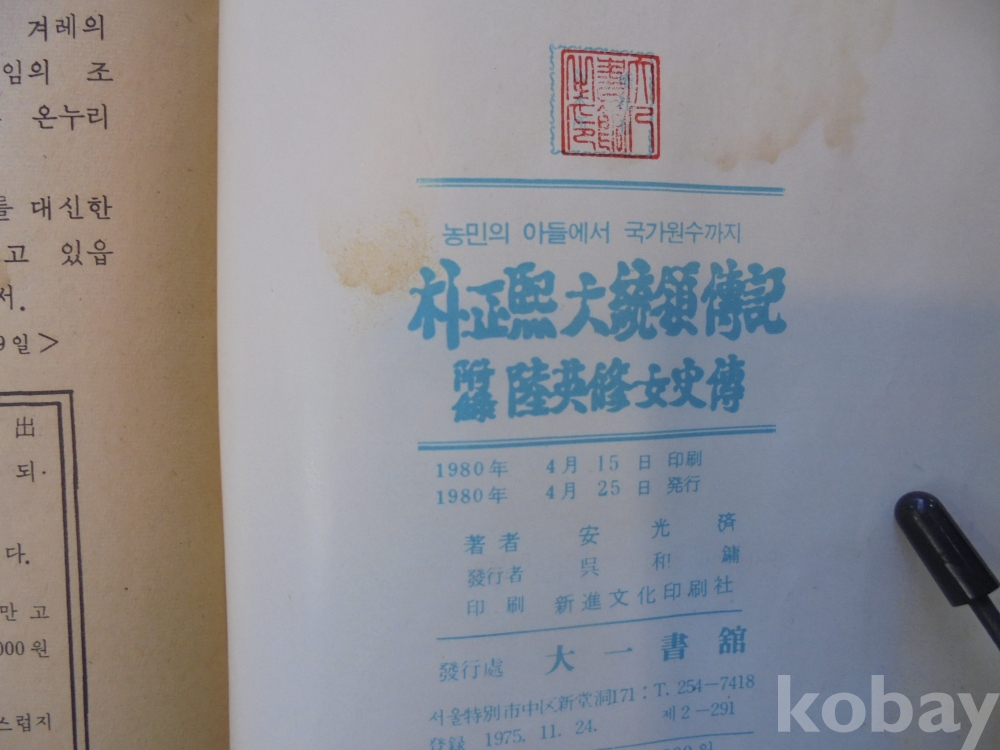 겨레의
임의 조
온누리
를 대신한
고 있읍
서.
9일>
出
되·
다.
만 고
000원
스럽지
농민의 아들에서 국가원수까지
朴正熙 大統領傳記
附錄 陸英修女史傳
1980年 4月 15日 印刷
1980年 4月 25日 発行
著者 安光済
發行者 呉和鏞
印刷 新進文化印刷社
發行處 大一書舘
서울特別市中区新堂洞171:T. 254-7418
登録 1975. 11. 24. 제2-291
kobay